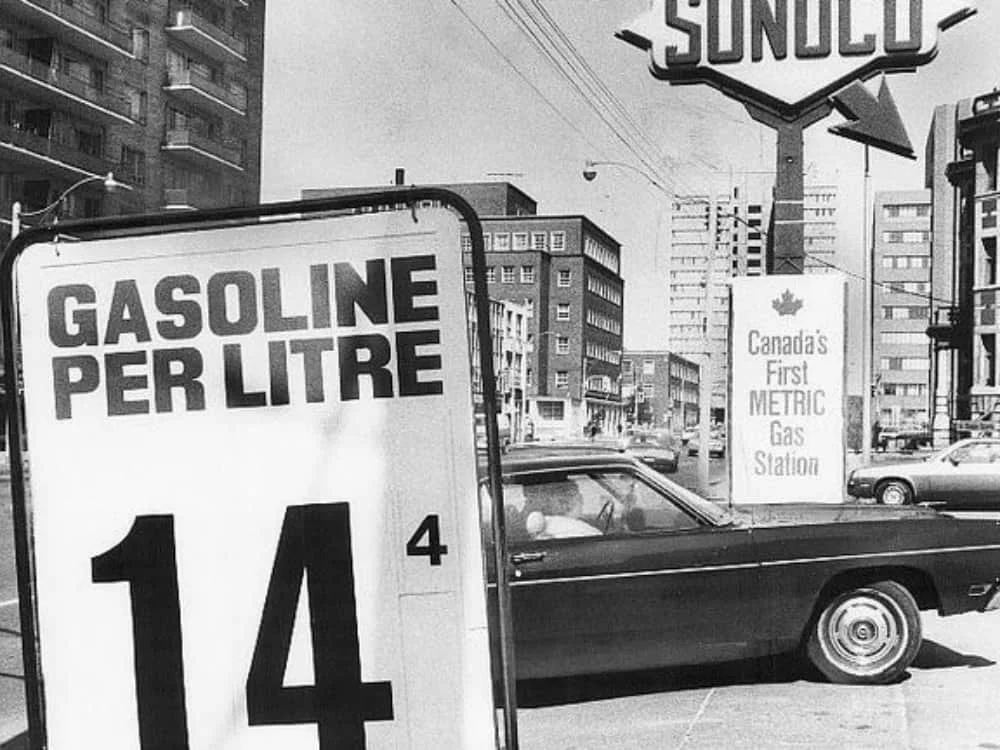 SUNOCO
GASOLINE
PER LITRE
14 4
Canada's
First
METRIC
Gas
Station